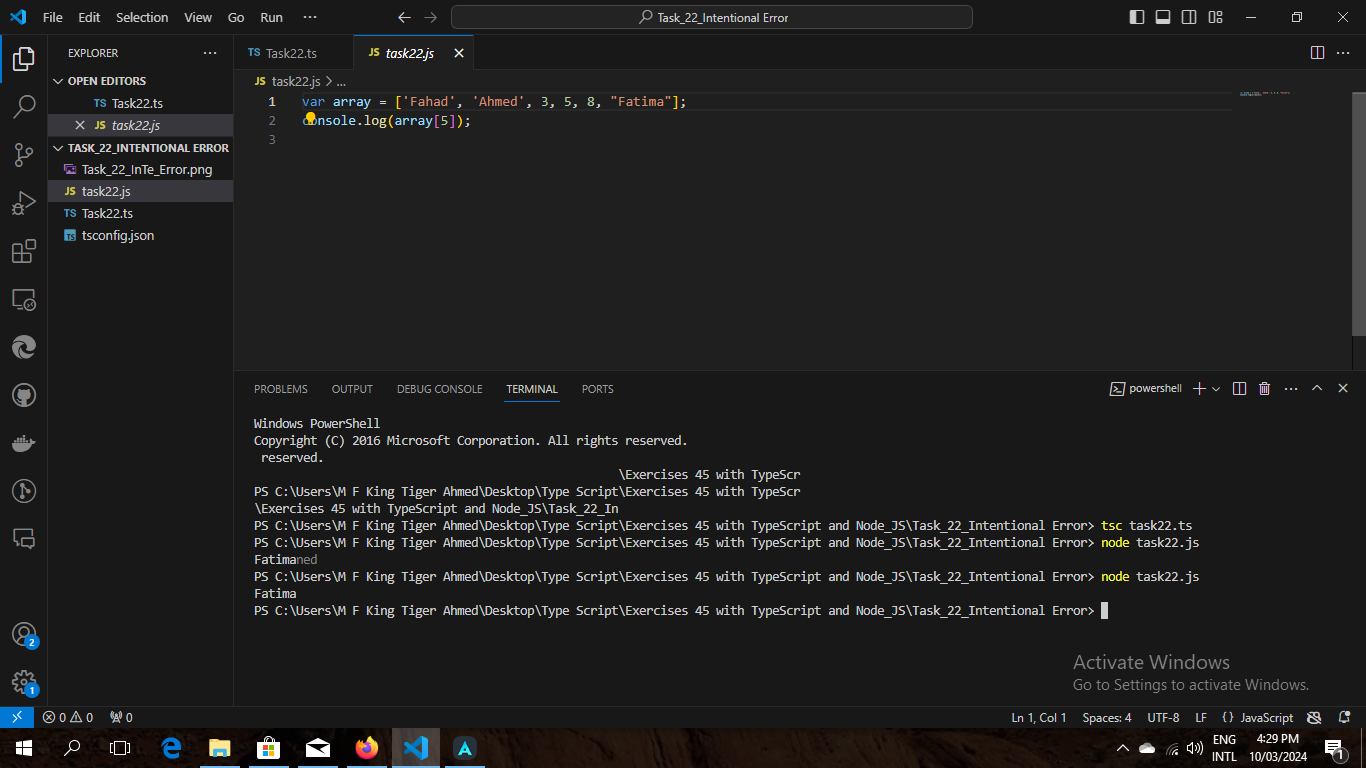 File Edit Selection View Go Run ··· Task_22_Intentional Error
EXPLORER ···
OPEN EDITORS
TS Task22.ts
JS task22.js
TASK_22_INTENTIONAL ERROR
Task_22_InTe_Error.png
JS task22.js
TS Task22.ts
TS tsconfig.json
TS Task22.ts JS task22.js
JS task22.js > ...
1 var array = ['Fahad', 'Ahmed', 3, 5, 8, "Fatima"];
2 console.log(array[5]);
3
PROBLEMS OUTPUT DEBUG CONSOLE TERMINAL PORTS powershell
Windows PowerShell
Copyright (C) 2016 Microsoft Corporation. All rights reserved.
reserved.
\Exercises 45 with TypeScr
PS C:\Users\M F King Tiger Ahmed\Desktop\Type Script\Exercises 45 with TypeScr
\Exercises 45 with TypeScript and Node_JS\Task_22_In
PS C:\Users\M F King Tiger Ahmed\Desktop\Type Script\Exercises 45 with TypeScript and Node_JS\Task_22_Intentional Error> tsc task22.ts
PS C:\Users\M F King Tiger Ahmed\Desktop\Type Script\Exercises 45 with TypeScript and Node_JS\Task_22_Intentional Error> node task22.js
Fatimaned
PS C:\Users\M F King Tiger Ahmed\Desktop\Type Script\Exercises 45 with TypeScript and Node_JS\Task_22_Intentional Error> node task22.js
Fatima
PS C:\Users\M F King Tiger Ahmed\Desktop\Type Script\Exercises 45 with TypeScript and Node_JS\Task_22_Intentional Error>
Activate Windows
Go to Settings to activate Windows.
2
1
0 0 0 Ln 1, Col 1 Spaces: 4 UTF-8 LF {} JavaScript
ENG 4:29 PM
INTL 10/03/2024 1